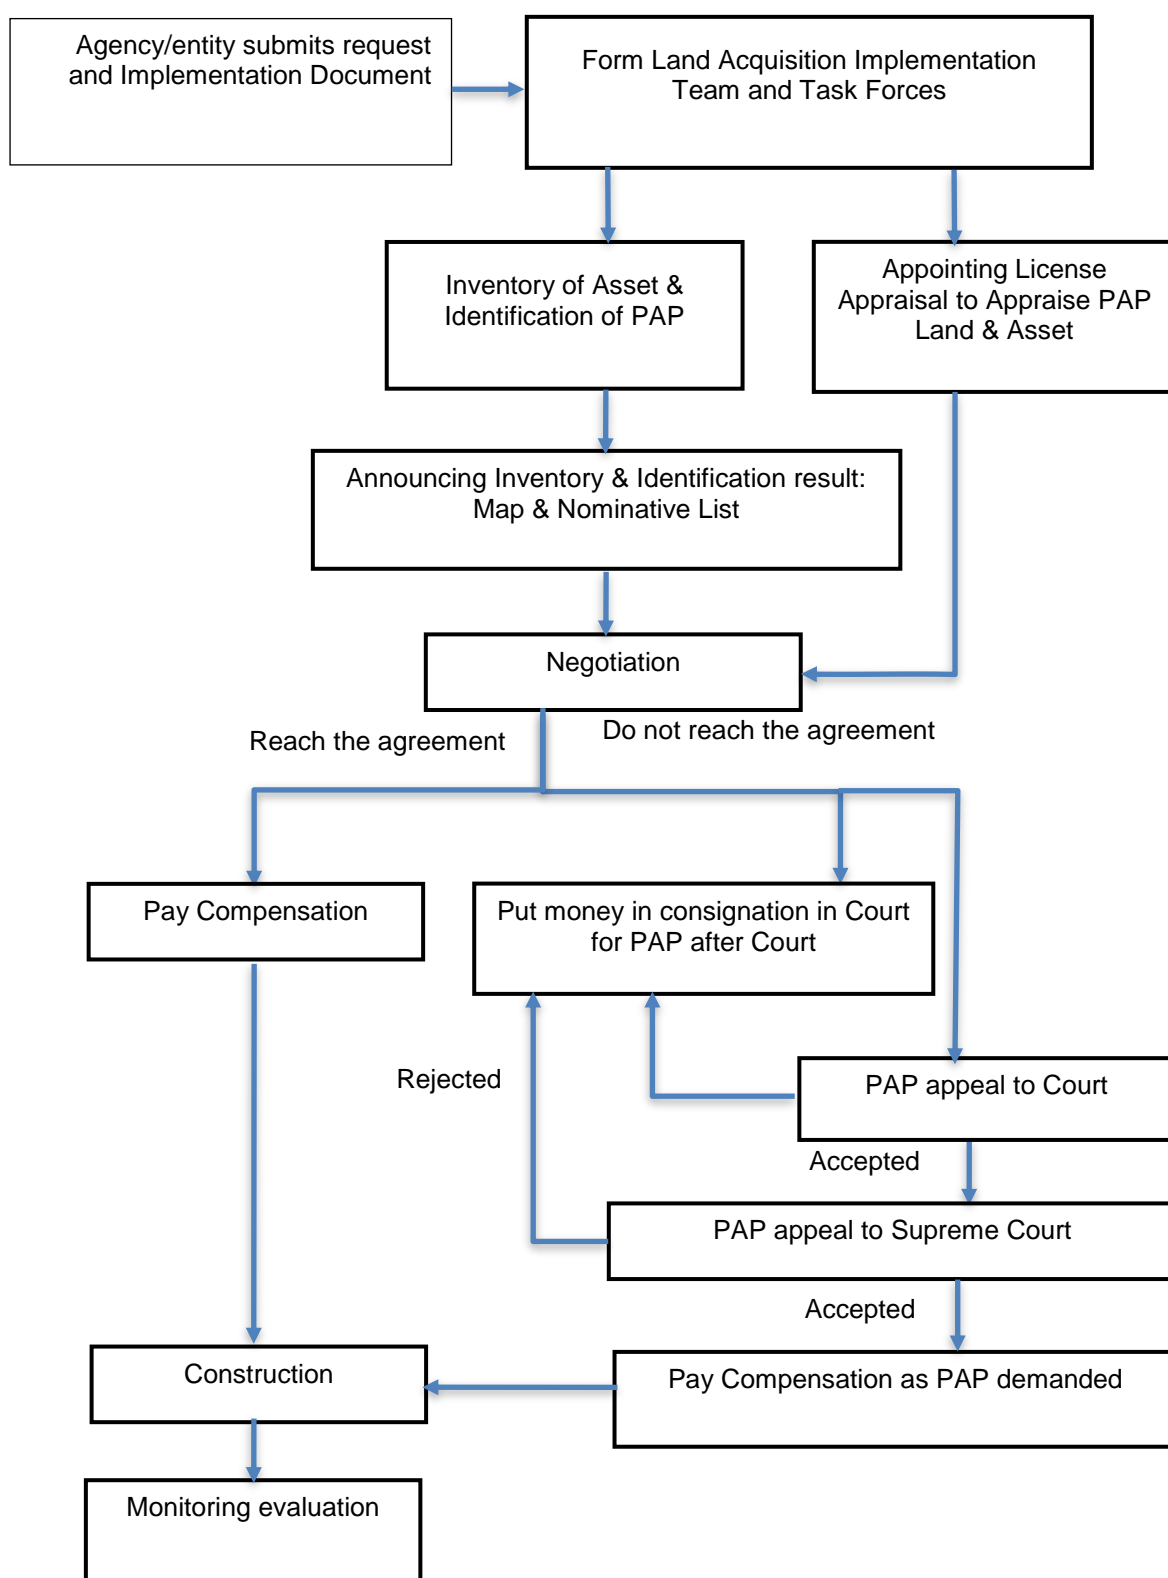 Agency/entity submits request
and Implementation Document
Form Land Acquisition Implementation
Team and Task Forces
Inventory of Asset &
Identification of PAP
Appointing License
Appraisal to Appraise PAP
Land & Asset
Announcing Inventory & Identification result:
Map & Nominative List
Negotiation
Reach the agreement
Do not reach the agreement
Pay Compensation
Put money in consignation in Court
for PAP after Court
Rejected
PAP appeal to Court
Accepted
PAP appeal to Supreme Court
Accepted
Construction
Pay Compensation as PAP demanded
Monitoring evaluation